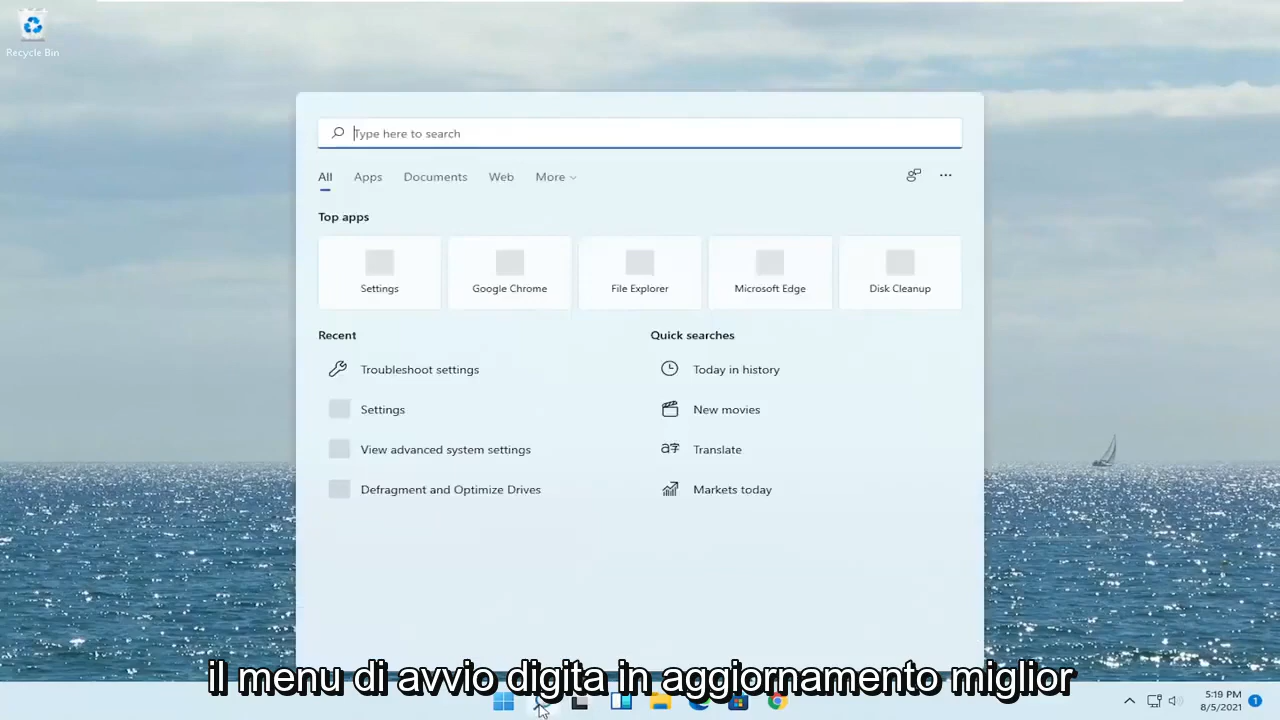 Recycle Bin
Type here to search
All Apps Documents Web More
Top apps
Settings Google Chrome File Explorer Microsoft Edge Disk Cleanup
Recent Quick searches
Troubleshoot settings Today in history
Settings New movies
View advanced system settings Translate
Defragment and Optimize Drives Markets today
il menu di avvio digita in aggiornamento miglior
5:19 PM
8/5/2021 1